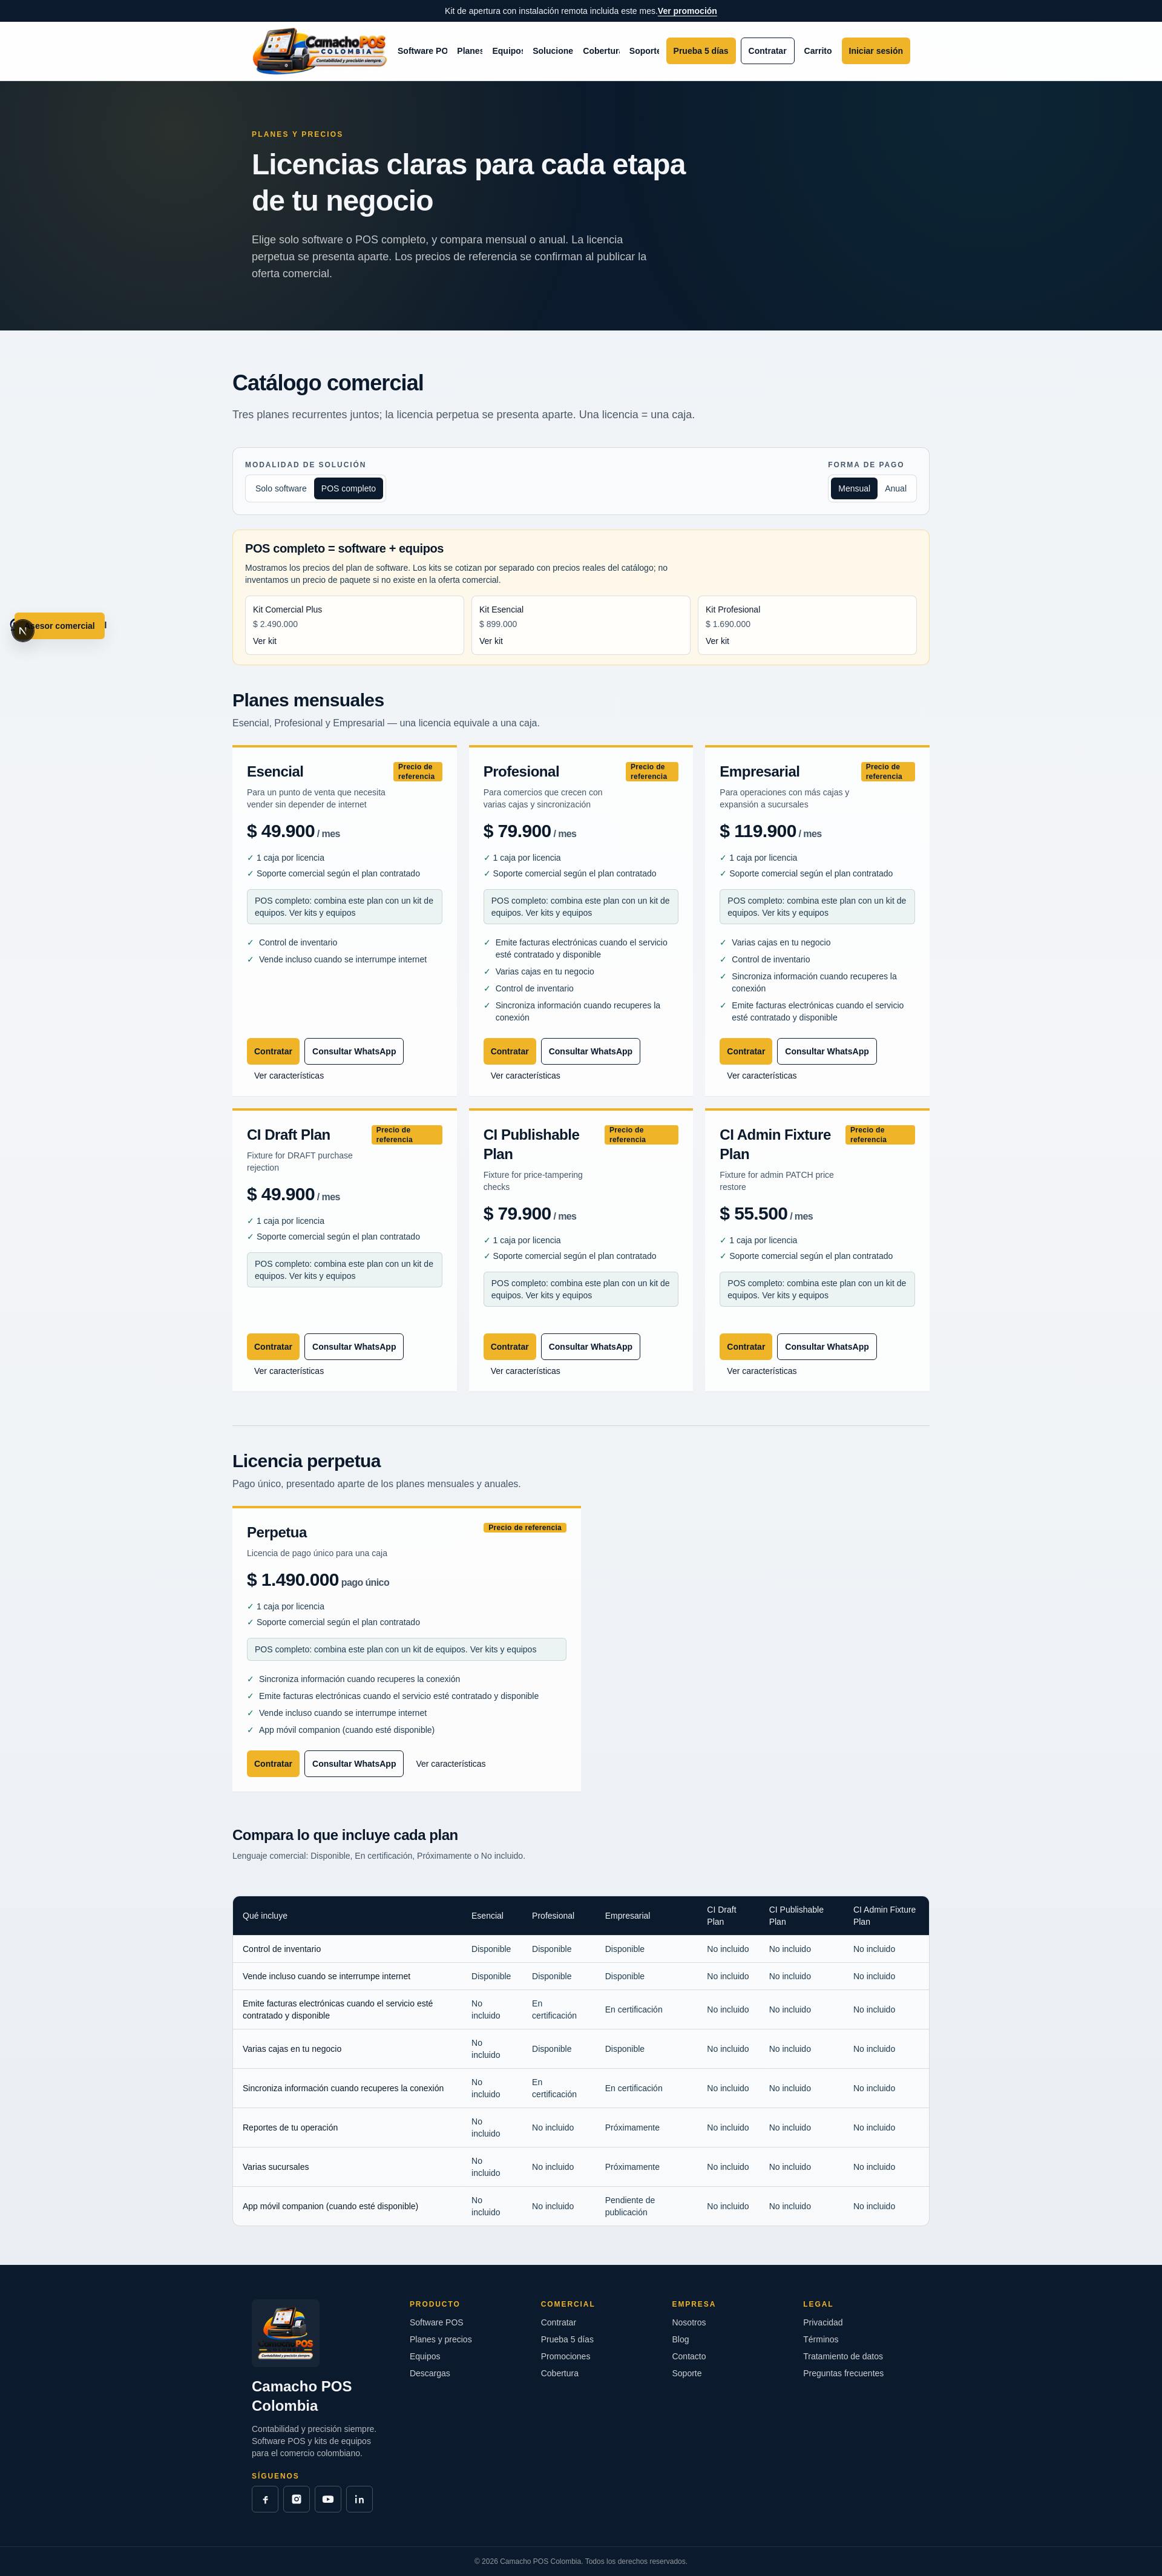 Kit de apertura con instalación remota incluida este mes. Ver promoción
CamachoPOS
COLOMBIA
Contabilidad y precisión siempre.
Software PO Planes Equipos Solucione Cobertura Soporte Prueba 5 días Contratar Carrito Iniciar sesión
PLANES Y PRECIOS
Licencias claras para cada etapa
de tu negocio
Elige solo software o POS completo, y compara mensual o anual. La licencia
perpetua se presenta aparte. Los precios de referencia se confirman al publicar la
oferta comercial.
Catálogo comercial
Tres planes recurrentes juntos; la licencia perpetua se presenta aparte. Una licencia = una caja.
MODALIDAD DE SOLUCIÓN FORMA DE PAGO
Solo software POS completo Mensual Anual
POS completo = software + equipos
Mostramos los precios del plan de software. Los kits se cotizan por separado con precios reales del catálogo; no
inventamos un precio de paquete si no existe en la oferta comercial.
Kit Comercial Plus
$ 2.490.000
Ver kit
Kit Esencial
$ 899.000
Ver kit
Kit Profesional
$ 1.690.000
Ver kit
N
sesor comercial
Planes mensuales
Esencial, Profesional y Empresarial — una licencia equivale a una caja.
Esencial
Precio de
referencia
Para un punto de venta que necesita
vender sin depender de internet
$ 49.900 / mes
✓ 1 caja por licencia
✓ Soporte comercial según el plan contratado
POS completo: combina este plan con un kit de
equipos. Ver kits y equipos
✓ Control de inventario
✓ Vende incluso cuando se interrumpe internet
Contratar Consultar WhatsApp
Ver características
Profesional
Precio de
referencia
Para comercios que crecen con
varias cajas y sincronización
$ 79.900 / mes
✓ 1 caja por licencia
✓ Soporte comercial según el plan contratado
POS completo: combina este plan con un kit de
equipos. Ver kits y equipos
✓ Emite facturas electrónicas cuando el servicio
esté contratado y disponible
✓ Varias cajas en tu negocio
✓ Control de inventario
✓ Sincroniza información cuando recuperes la
conexión
Contratar Consultar WhatsApp
Ver características
Empresarial
Precio de
referencia
Para operaciones con más cajas y
expansión a sucursales
$ 119.900 / mes
✓ 1 caja por licencia
✓ Soporte comercial según el plan contratado
POS completo: combina este plan con un kit de
equipos. Ver kits y equipos
✓ Varias cajas en tu negocio
✓ Control de inventario
✓ Sincroniza información cuando recuperes la
conexión
✓ Emite facturas electrónicas cuando el servicio
esté contratado y disponible
Contratar Consultar WhatsApp
Ver características
CI Draft Plan
Precio de
referencia
Fixture for DRAFT purchase
rejection
$ 49.900 / mes
✓ 1 caja por licencia
✓ Soporte comercial según el plan contratado
POS completo: combina este plan con un kit de
equipos. Ver kits y equipos
Contratar Consultar WhatsApp
Ver características
CI Publishable
Plan
Precio de
referencia
Fixture for price-tampering
checks
$ 79.900 / mes
✓ 1 caja por licencia
✓ Soporte comercial según el plan contratado
POS completo: combina este plan con un kit de
equipos. Ver kits y equipos
Contratar Consultar WhatsApp
Ver características
CI Admin Fixture
Plan
Precio de
referencia
Fixture for admin PATCH price
restore
$ 55.500 / mes
✓ 1 caja por licencia
✓ Soporte comercial según el plan contratado
POS completo: combina este plan con un kit de
equipos. Ver kits y equipos
Contratar Consultar WhatsApp
Ver características
Licencia perpetua
Pago único, presentado aparte de los planes mensuales y anuales.
Perpetua Precio de referencia
Licencia de pago único para una caja
$ 1.490.000 pago único
✓ 1 caja por licencia
✓ Soporte comercial según el plan contratado
POS completo: combina este plan con un kit de equipos. Ver kits y equipos
✓ Sincroniza información cuando recuperes la conexión
✓ Emite facturas electrónicas cuando el servicio esté contratado y disponible
✓ Vende incluso cuando se interrumpe internet
✓ App móvil companion (cuando esté disponible)
Contratar Consultar WhatsApp Ver características
Compara lo que incluye cada plan
Lenguaje comercial: Disponible, En certificación, Próximamente o No incluido.
Qué incluye Esencial Profesional Empresarial CI Draft Plan CI Publishable Plan CI Admin Fixture Plan
Control de inventario Disponible Disponible Disponible No incluido No incluido No incluido
Vende incluso cuando se interrumpe internet Disponible Disponible Disponible No incluido No incluido No incluido
Emite facturas electrónicas cuando el servicio esté contratado y disponible No incluido En certificación En certificación No incluido No incluido No incluido
Varias cajas en tu negocio No incluido Disponible Disponible No incluido No incluido No incluido
Sincroniza información cuando recuperes la conexión No incluido En certificación En certificación No incluido No incluido No incluido
Reportes de tu operación No incluido No incluido Próximamente No incluido No incluido No incluido
Varias sucursales No incluido No incluido Próximamente No incluido No incluido No incluido
App móvil companion (cuando esté disponible) No incluido No incluido Pendiente de publicación No incluido No incluido No incluido
Camacho POS
Contabilidad y precisión siempre.
Camacho POS
Colombia
Contabilidad y precisión siempre.
Software POS y kits de equipos
para el comercio colombiano.
SÍGUENOS
PRODUCTO
Software POS
Planes y precios
Equipos
Descargas
COMERCIAL
Contratar
Prueba 5 días
Promociones
Cobertura
EMPRESA
Nosotros
Blog
Contacto
Soporte
LEGAL
Privacidad
Términos
Tratamiento de datos
Preguntas frecuentes
© 2026 Camacho POS Colombia. Todos los derechos reservados.